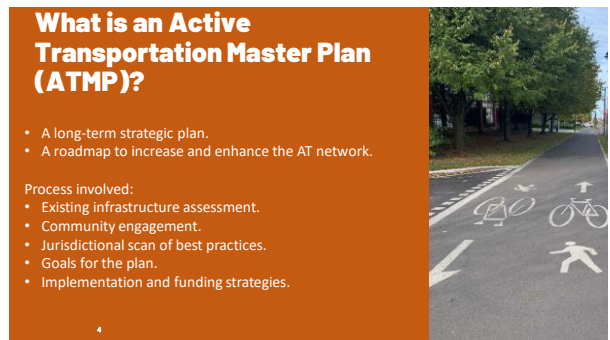 What is an Active
Transportation Master Plan
(ATMP)?
• A long-term strategic plan.
• A roadmap to increase and enhance the AT network.
Process involved:
• Existing infrastructure assessment.
• Community engagement.
• Jurisdictional scan of best practices.
• Goals for the plan.
• Implementation and funding strategies.
4